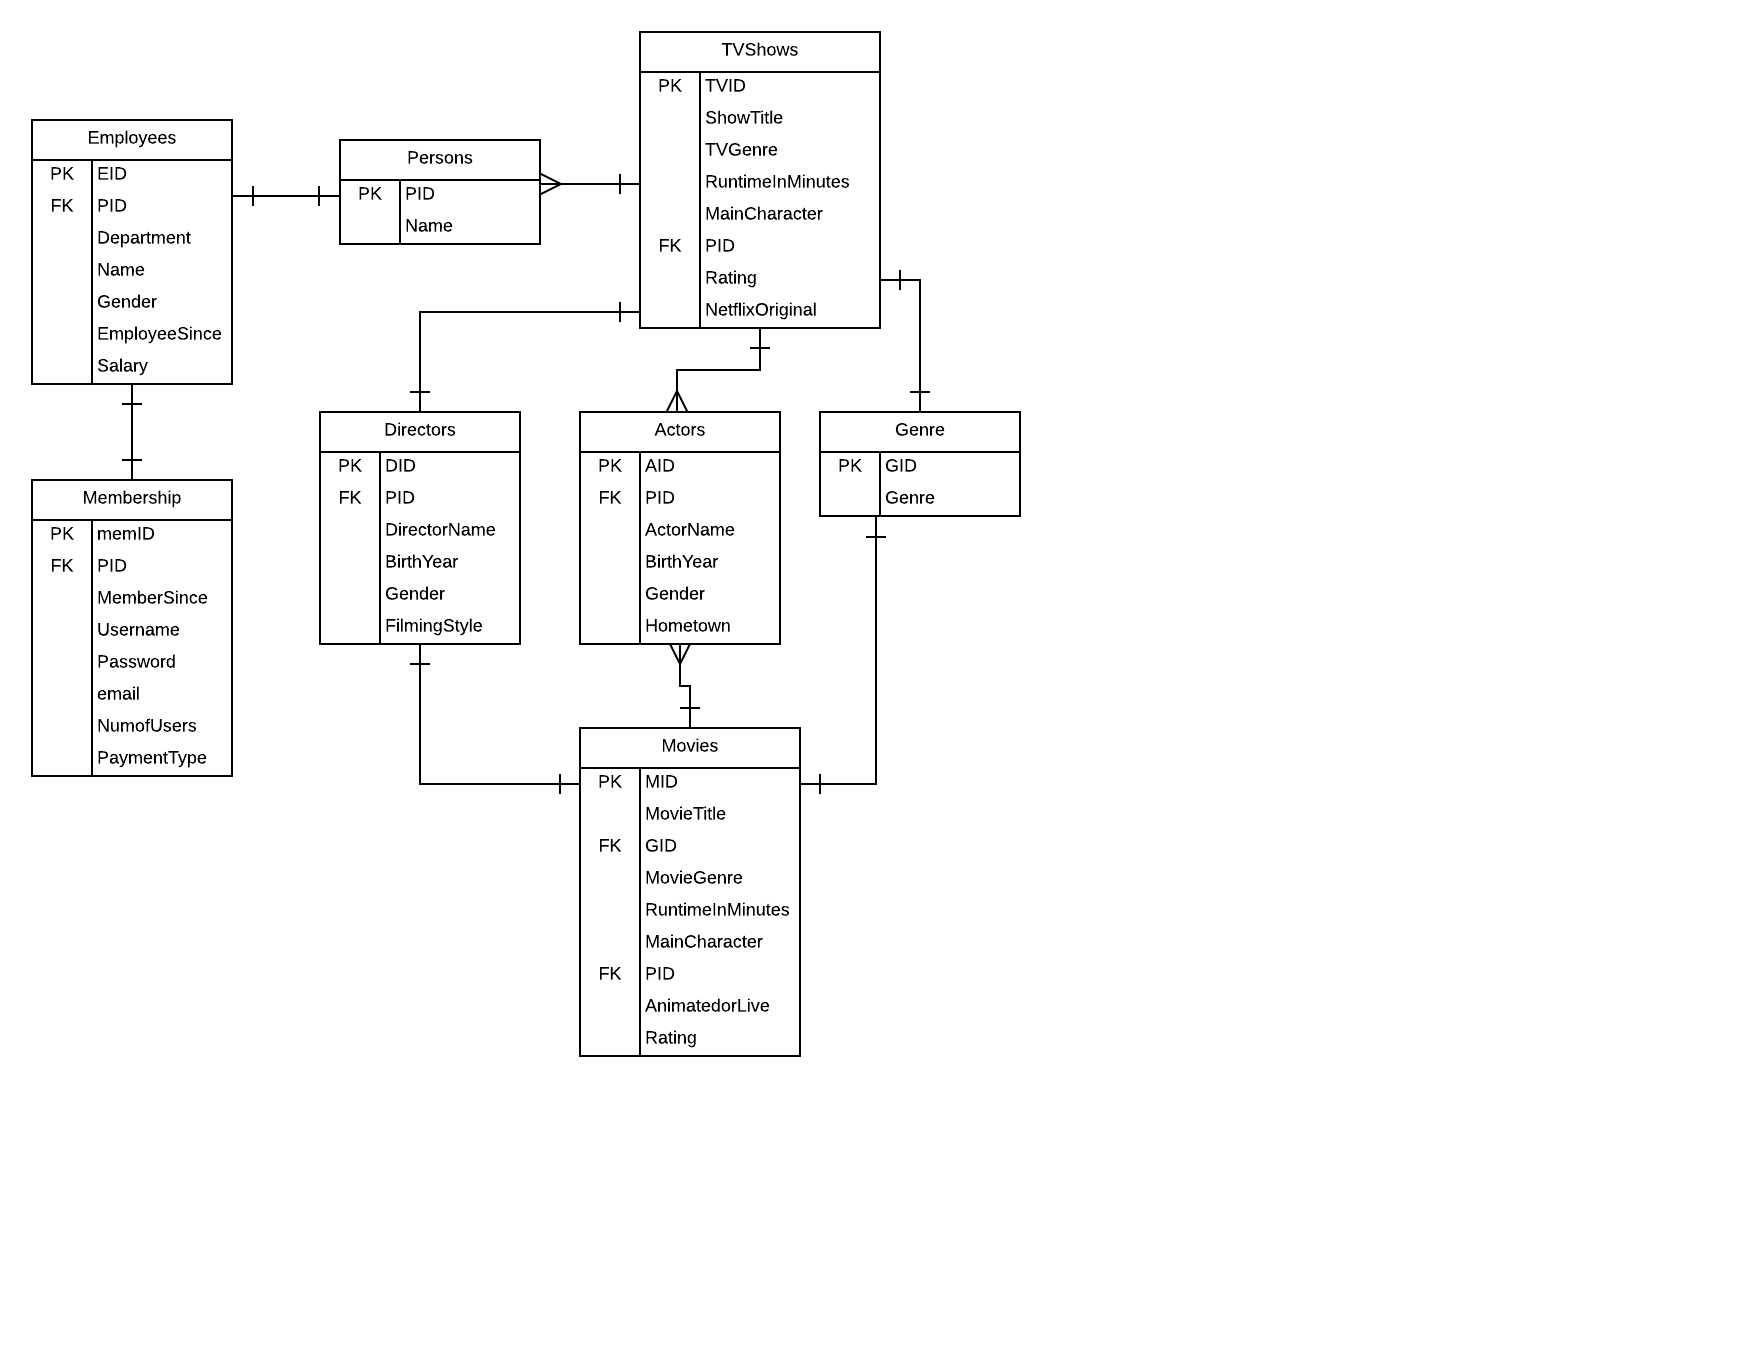 TVShows
PK TVID
ShowTitle
TVGenre
RuntimeInMinutes
MainCharacter
FK PID
Rating
NetflixOriginal
Employees
PK EID
FK PID
Department
Name
Gender
EmployeeSince
Salary
Persons
PK PID
Name
Directors
PK DID
FK PID
DirectorName
BirthYear
Gender
FilmingStyle
Actors
PK AID
FK PID
ActorName
BirthYear
Gender
Hometown
Genre
PK GID
Genre
Membership
PK memID
FK PID
MemberSince
Username
Password
email
NumofUsers
PaymentType
Movies
PK MID
MovieTitle
FK GID
MovieGenre
RuntimeInMinutes
MainCharacter
FK PID
AnimatedorLive
Rating